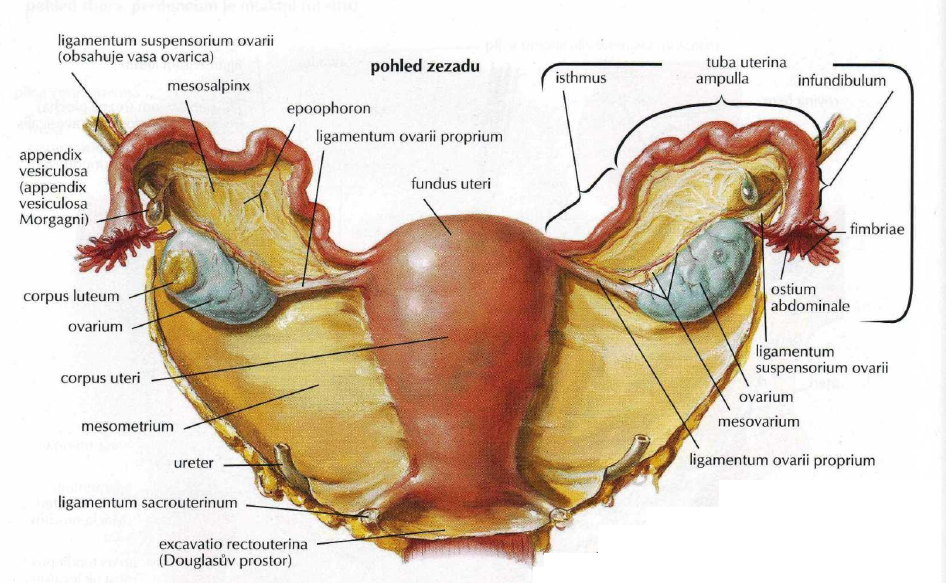 ligamentum suspensorium ovarii
(obsahuje vasa ovarica)
mesosalpinx
epoophoron
ligamentum ovarii proprium
appendix
vesiculosa
(appendix
vesiculosa
Morgagni)
corpus luteum
ovarium
corpus uteri
mesometrium
ureter
ligamentum sacrouterinum
excavatio rectouterina
(Douglasův prostor)
pohled zezadu
fundus uteri
isthmus
tuba uterina
ampulla
infundibulum
fimbriae
ostium
abdominale
ligamentum
suspensorium ovarii
ovarium
mesovarium
ligamentum ovarii proprium